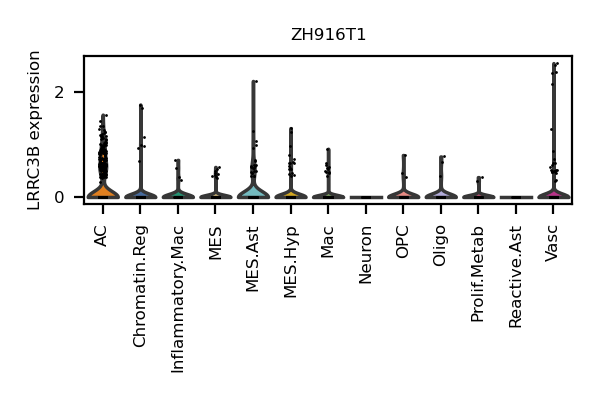 ZH916T1
LRRC3B expression
2
0
AC
Chromatin.Reg
Inflammatory.Mac
MES
MES.Ast
MES.Hyp
Mac
Neuron
OPC
Oligo
Prolif.Metab
Reactive.Ast
Vasc